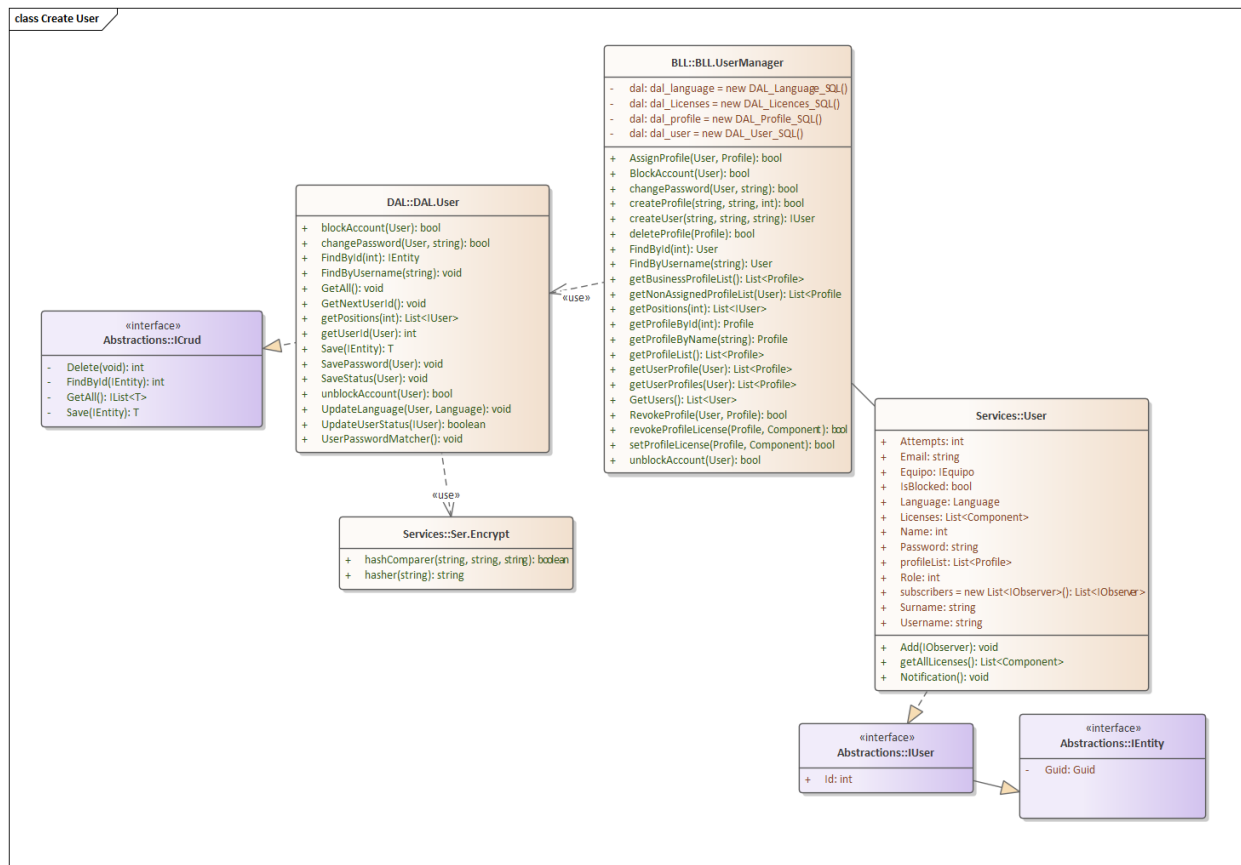 class Create User
BLL::BLL.UserManager
- dal: dal_language = new DAL_Language_SQL()
- dal: dal_Licenses = new DAL_Licences_SQL()
- dal: dal_profile = new DAL_Profile_SQL()
- dal: dal_user = new DAL_User_SQL()
+ AssignProfile(User, Profile): bool
+ BlockAccount(User): bool
+ changePassword(User, string): bool
+ createProfile(string, string, int): bool
+ createUser(string, string, string): IUser
+ deleteProfile(Profile): bool
+ FindById(int): User
+ FindByUsername(string): User
+ getBusinessProfileList(): List<Profile>
+ getNonAssignedProfileList(User): List<Profile
+ getPositions(int): List<IUser>
+ getProfileById(int): Profile
+ getProfileByName(string): Profile
+ getProfileList(): List<Profile>
+ getUserProfile(User): List<Profile>
+ getUserProfiles(User): List<Profile>
+ GetUsers(): List<User>
+ RevokeProfile(User, Profile): bool
+ revokeProfileLicense(Profile, Component): bool
+ setProfileLicense(Profile, Component): bool
+ unblockAccount(User): bool
DAL::DAL.User
+ blockAccount(User): bool
+ changePassword(User, string): bool
+ FindById(int): IEntity
+ FindByUsername(string): void
+ GetAll(): void
+ GetNextUserId(): void
+ getPositions(int): List<IUser>
+ getUserId(User): int
+ Save(IEntity): T
+ SavePassword(User): void
+ SaveStatus(User): void
+ unblockAccount(User): bool
+ UpdateLanguage(User, Language): void
+ UpdateUserStatus(IUser): boolean
+ UserPasswordMatcher(): void
«use»
«interface»
Abstractions::ICrud
- Delete(void): int
- FindById(IEntity): int
- GetAll(): IList<T>
- Save(IEntity): T
«use»
Services::Ser.Encrypt
+ hashComparer(string, string, string): boolean
+ hasher(string): string
Services::User
+ Attempts: int
+ Email: string
+ Equipo: IEquipo
+ IsBlocked: bool
+ Language: Language
+ Licenses: List<Component>
+ Name: int
+ Password: string
+ profileList: List<Profile>
+ Role: int
+ subscribers = new List<IObserver>(): List<IObserver>
+ Surname: string
+ Username: string
+ Add(IObserver): void
+ getAllLicenses(): List<Component>
+ Notification(): void
«interface»
Abstractions::IUser
+ Id: int
«interface»
Abstractions::IEntity
- Guid: Guid